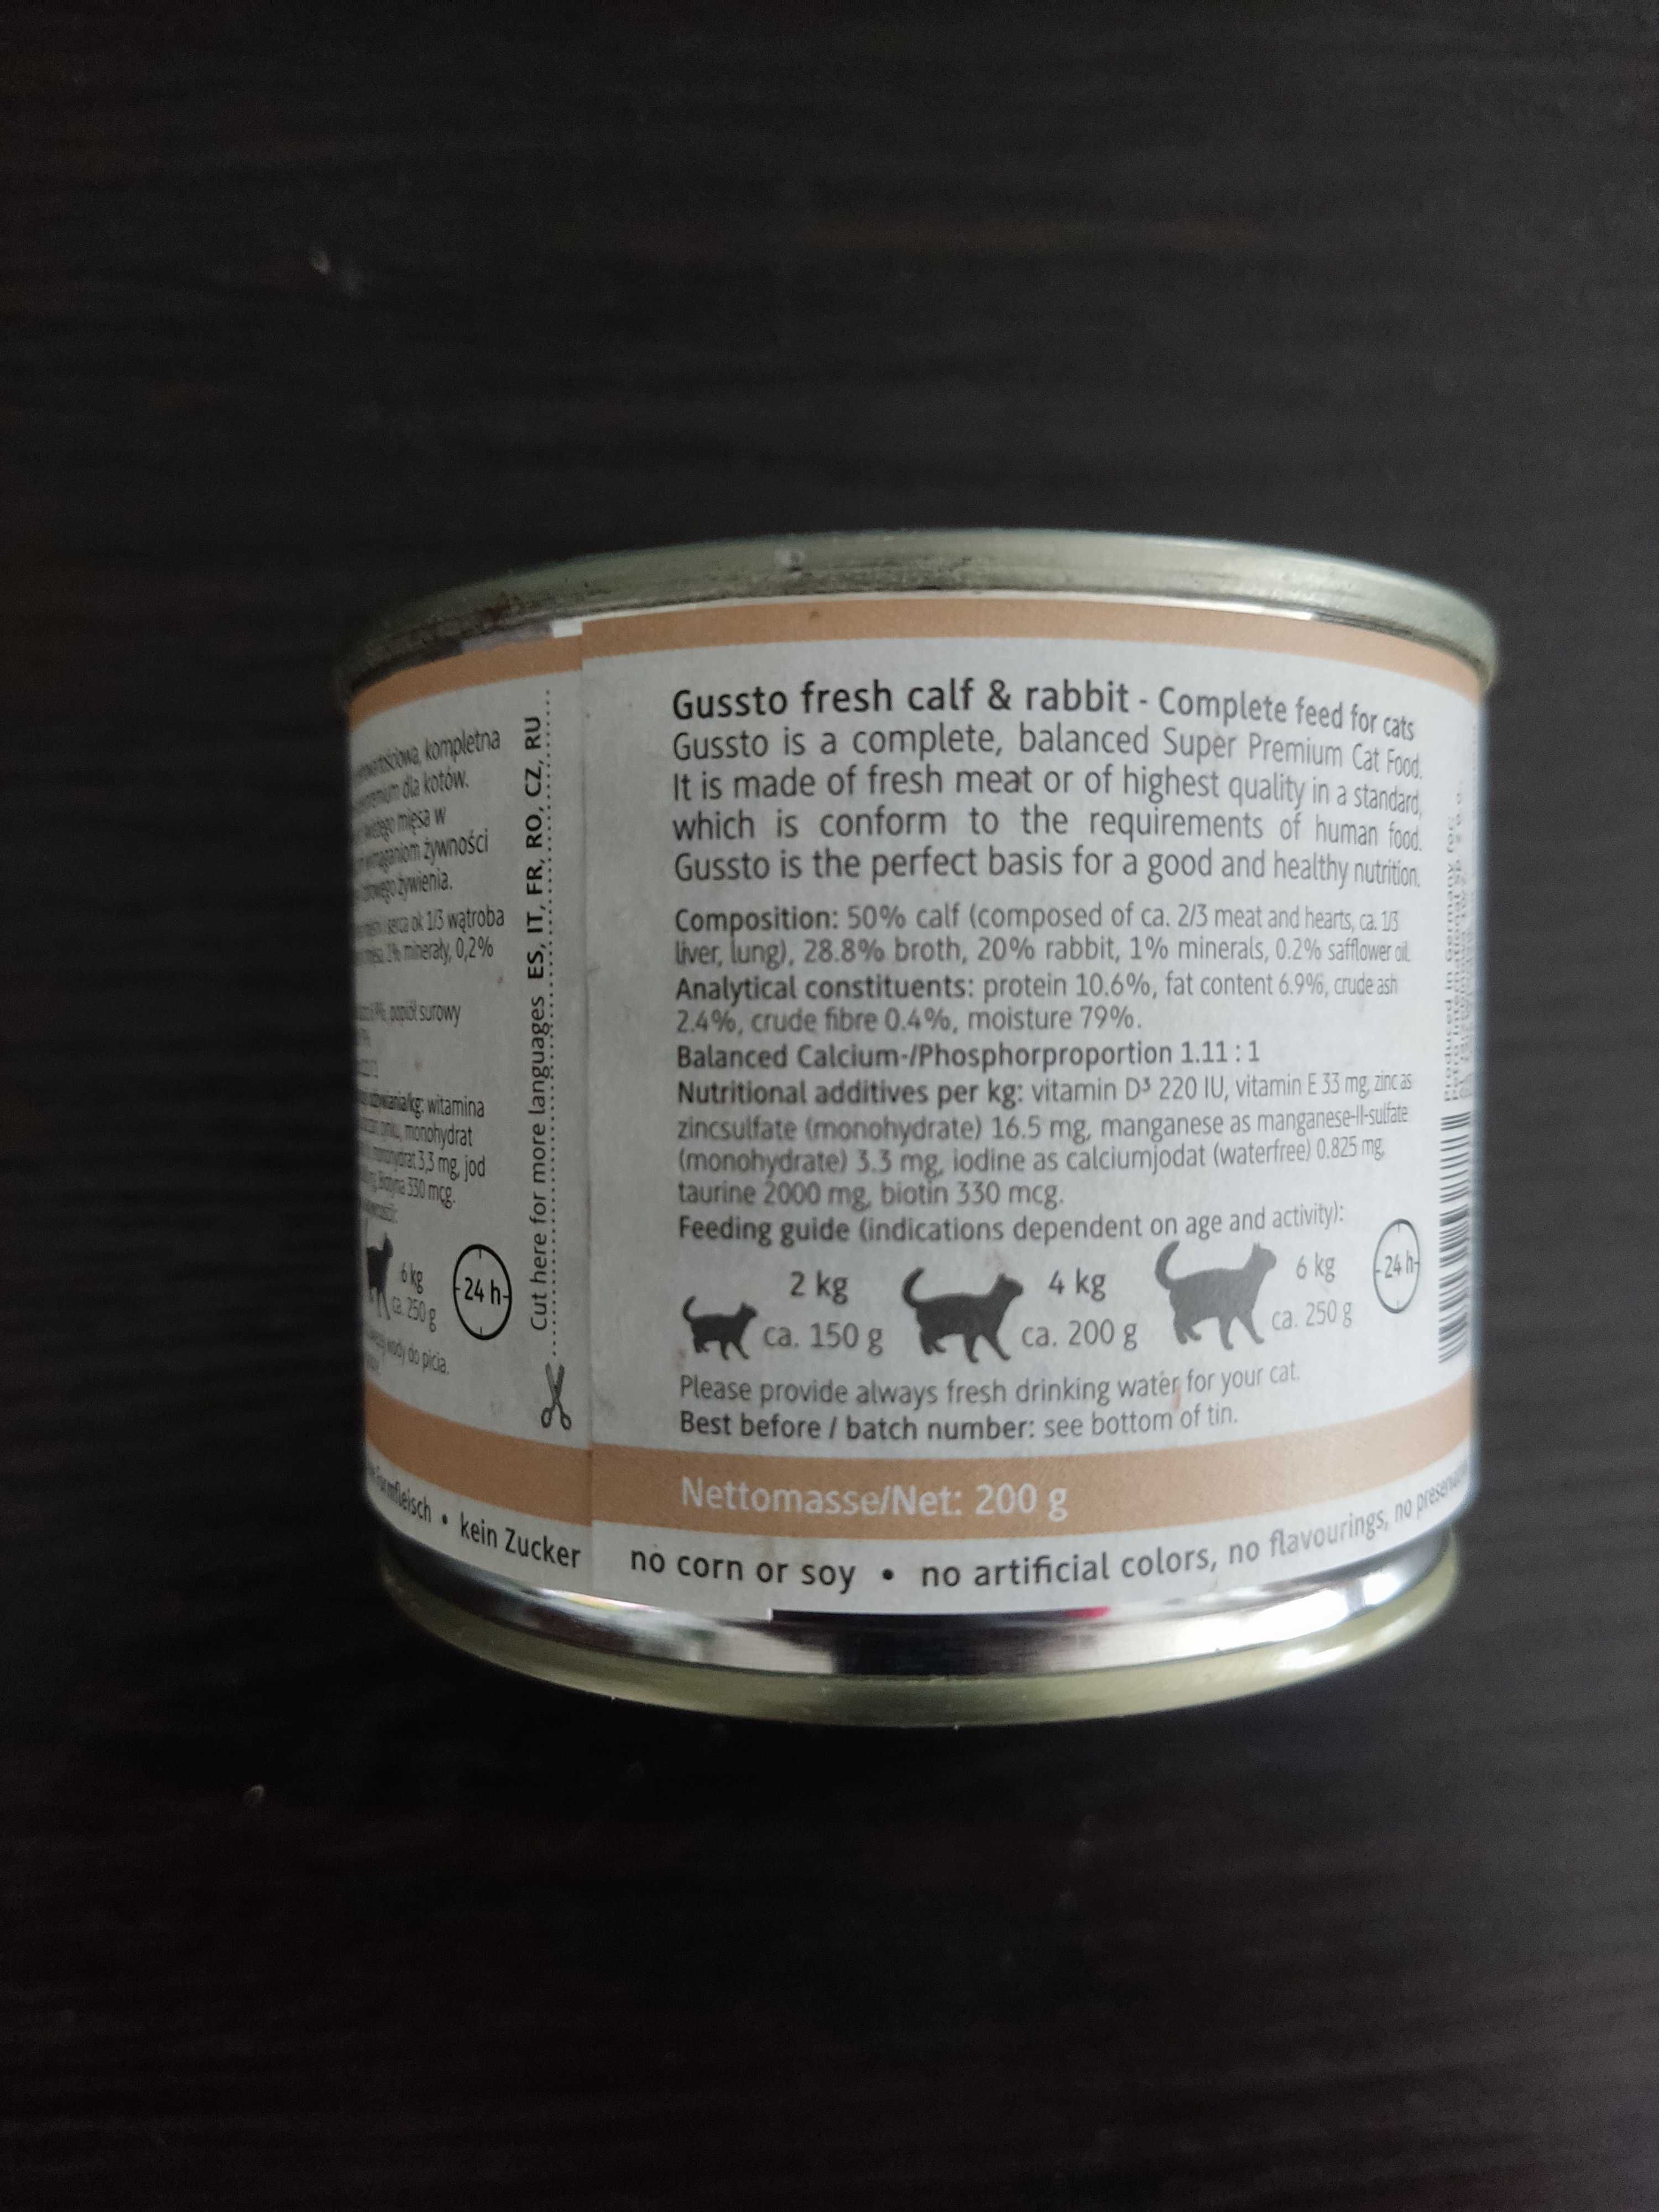 kompletna
dla kotów.
mięsa w
żywności
żywienia.
serca ok 1/3 wątroba
minerały, 0,2%
popiół surowy
witamina
monohydrat
3,3 mg, jod
330 mcg.
6 kg
ca. 250 g
24 h
wody do picia.
Cut here for more languages ES, IT, FR, RO, CZ, RU
Gussto fresh calf & rabbit - Complete feed for cats
Gussto is a complete, balanced Super Premium Cat Food.
It is made of fresh meat or of highest quality in a standard,
which is conform to the requirements of human food.
Gussto is the perfect basis for a good and healthy nutrition.
Composition: 50% calf (composed of ca. 2/3 meat and hearts, ca. 1/3
liver, lung), 28.8% broth, 20% rabbit, 1% minerals, 0.2% safflower oil.
Analytical constituents: protein 10.6%, fat content 6.9%, crude ash
2.4%, crude fibre 0.4%, moisture 79%.
Balanced Calcium-/Phosphorproportion 1.11 : 1
Nutritional additives per kg: vitamin D³ 220 IU, vitamin E 33 mg, zinc as
zincsulfate (monohydrate) 16.5 mg, manganese as manganese-II-sulfate
(monohydrate) 3.3 mg, iodine as calciumjodat (waterfree) 0.825 mg,
taurine 2000 mg, biotin 330 mcg.
Feeding guide (indications dependent on age and activity):
2 kg
ca. 150 g
4 kg
ca. 200 g
6 kg
ca. 250 g
24 h
Please provide always fresh drinking water for your cat.
Best before / batch number: see bottom of tin.
Nettomasse/Net: 200 g
Formfleisch • kein Zucker
no corn or soy • no artificial colors, no flavourings, no